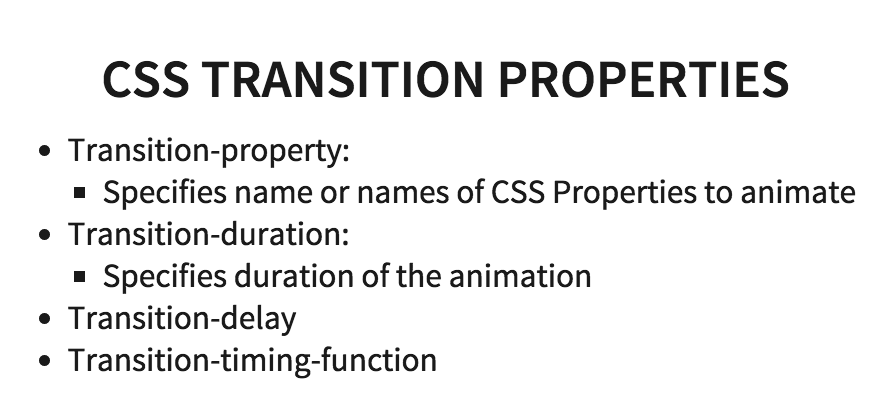 CSS TRANSITION PROPERTIES
Transition-property:
Specifies name or names of CSS Properties to animate
Transition-duration:
Specifies duration of the animation
Transition-delay
Transition-timing-function